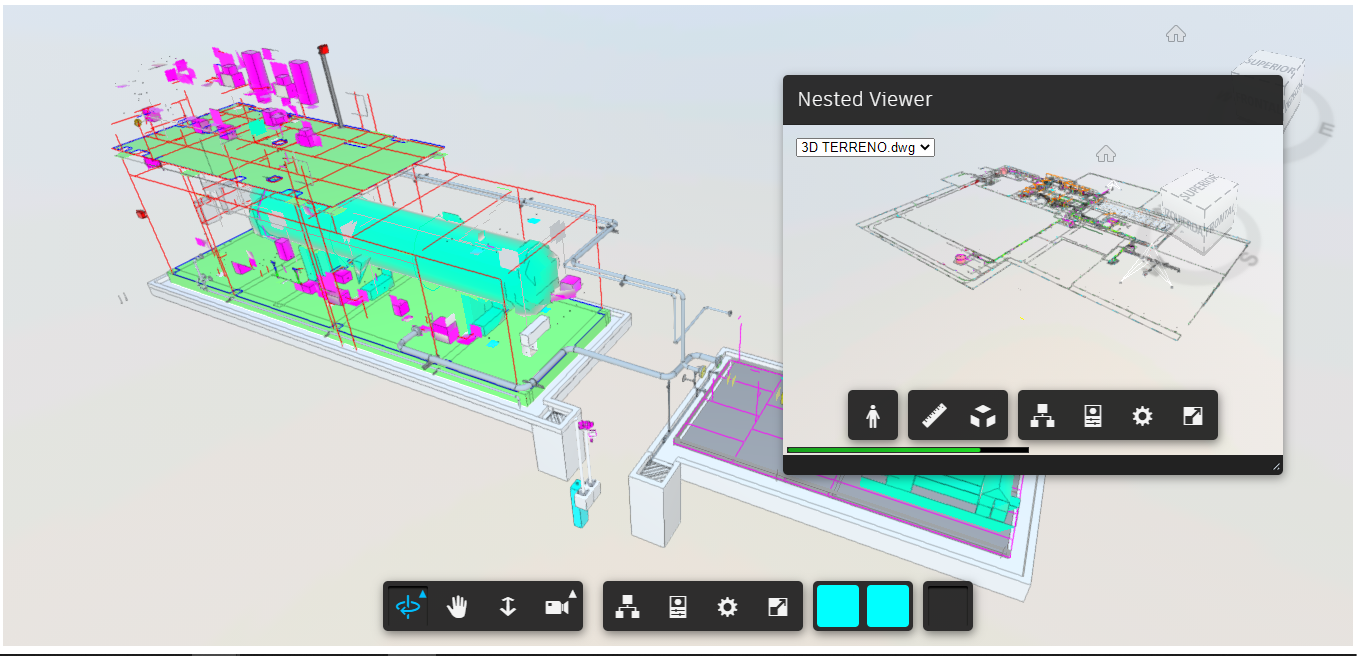 SUPERIOR
E
Nested Viewer
3D TERRENO.dwg
SUPERIOR
S